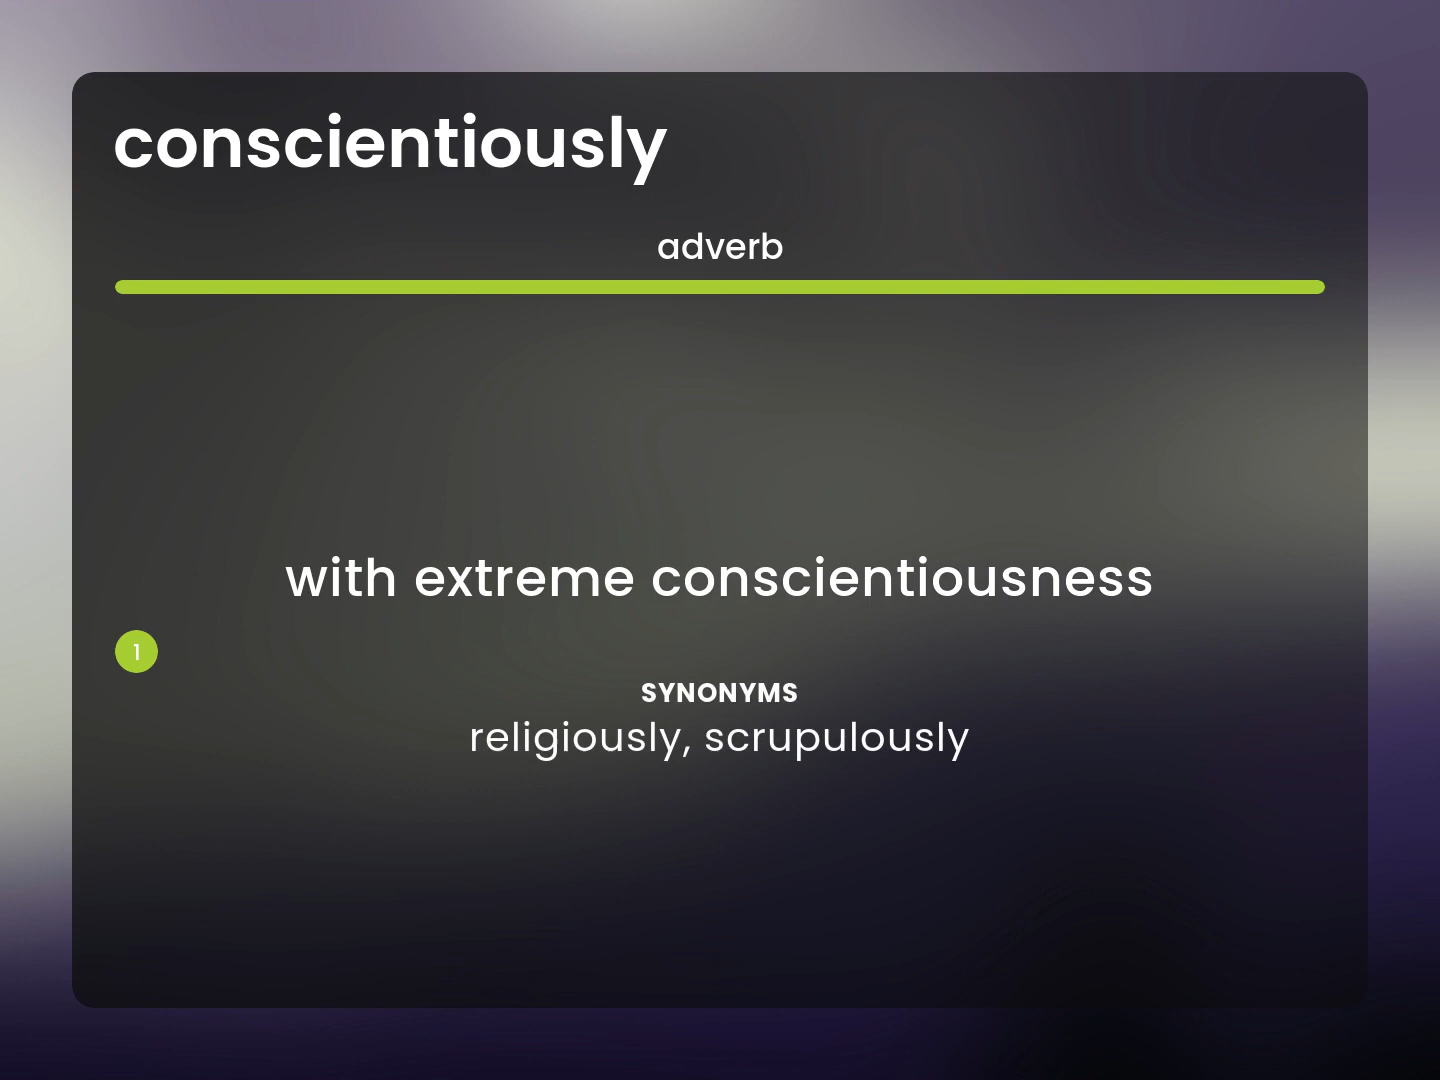 conscientiously
adverb
with extreme conscientiousness
1
SYNONYMS
religiously, scrupulously